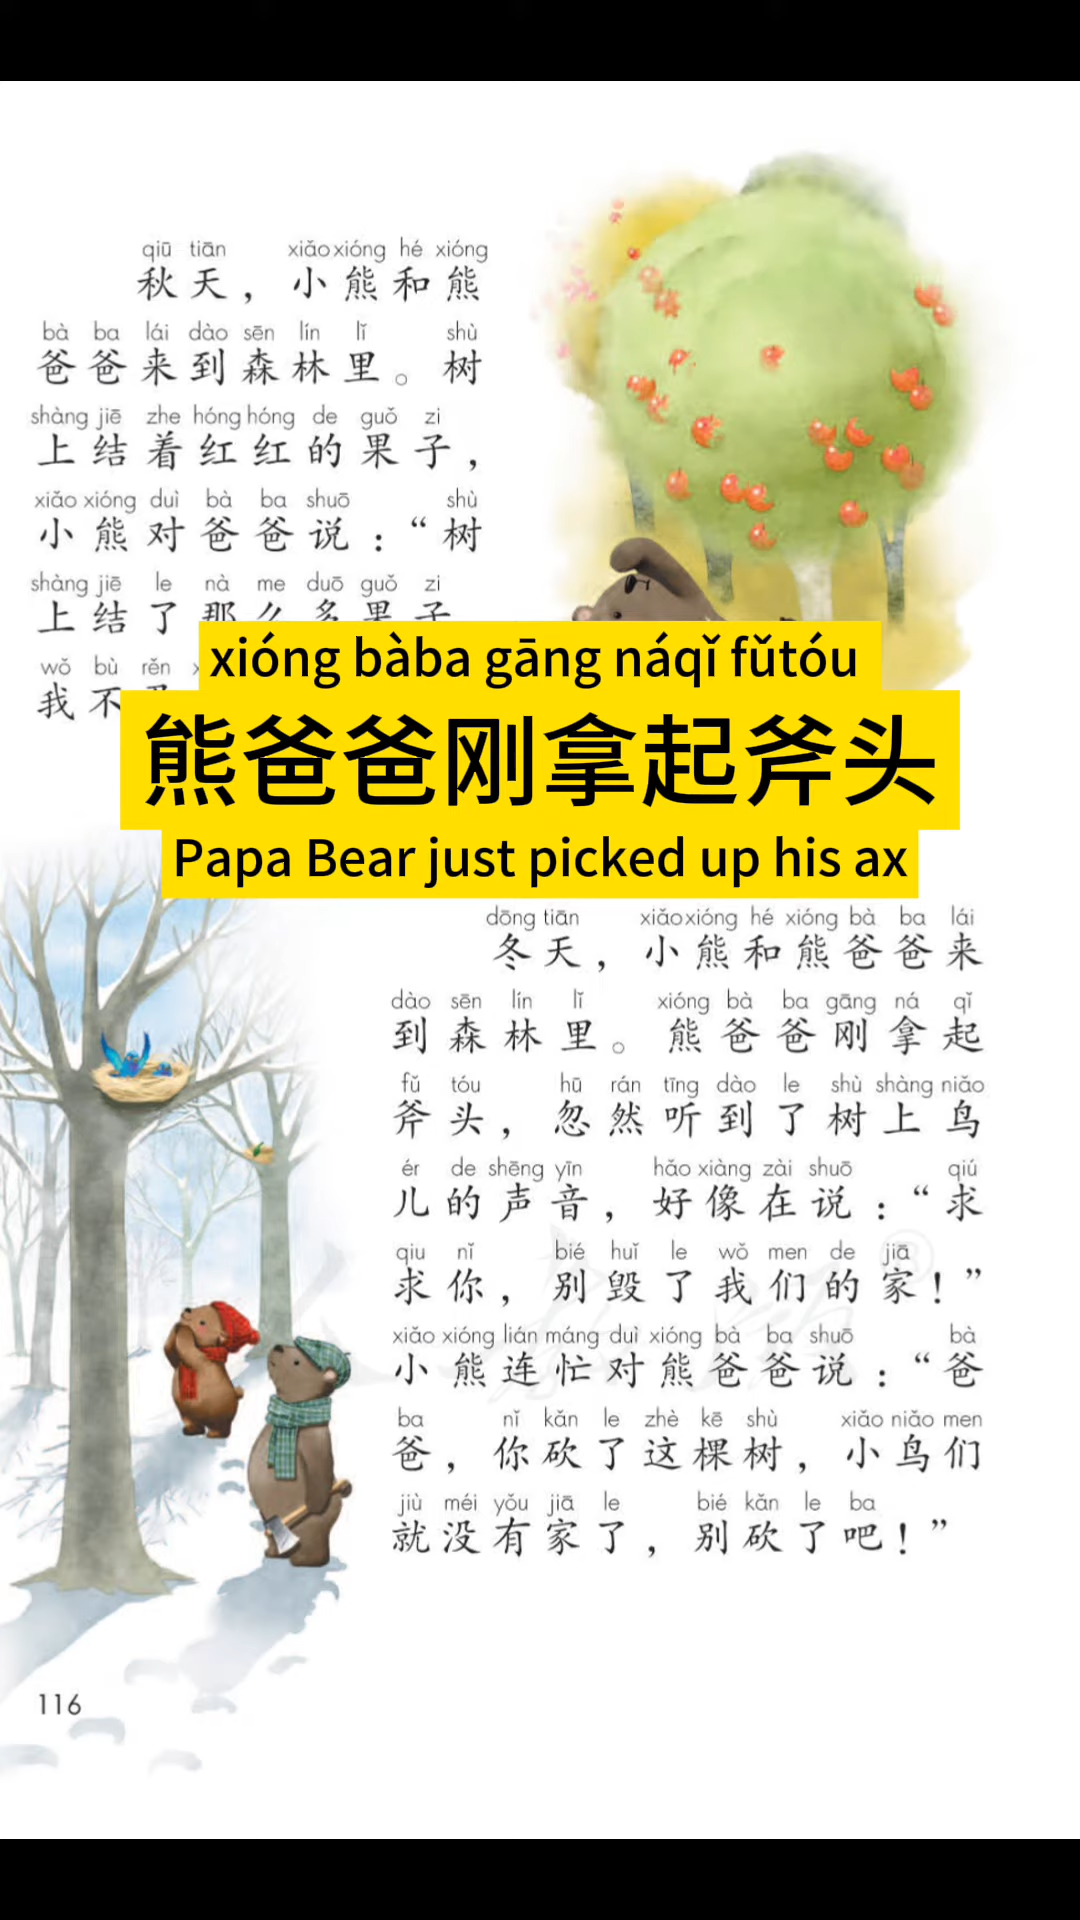 qiū tiān xiǎo xióng hé xióng
秋天，小熊和熊
bà ba lái dào sēn lín lǐ shù
爸爸来到森林里。树
shàng jiē zhe hóng hóng de guǒ zi
上结着红红的果子，
xiǎo xióng duì bà ba shuō shù
小熊对爸爸说：“树
shàng jiē le nà me duō guǒ zi
上结了那么多果子
wǒ bù rěn
我不
xióng bàba gāng náqǐ fǔtóu
熊爸爸刚拿起斧头
Papa Bear just picked up his ax
dōng tiān xiǎo xióng hé xióng bà ba lái
冬天，小熊和熊爸爸来
dào sēn lín lǐ xióng bà ba gāng ná qǐ
到森林里。熊爸爸刚拿起
fǔ tóu hū rán tīng dào le shù shàng niǎo
斧头，忽然听到了树上鸟
ér de shēng yīn hǎo xiàng zài shuō qiú
儿的声音，好像在说：“求
qiu nǐ bié huǐ le wǒ men de jiā
求你，别毁了我们的家！”
xiǎo xióng lián máng duì xióng bà ba shuō bà
小熊连忙对熊爸爸说：“爸
ba nǐ kǎn le zhè kē shù xiǎo niǎo men
爸，你砍了这棵树，小鸟们
jiù méi yǒu jiā le bié kǎn le ba
就没有家了，别砍了吧！”
116